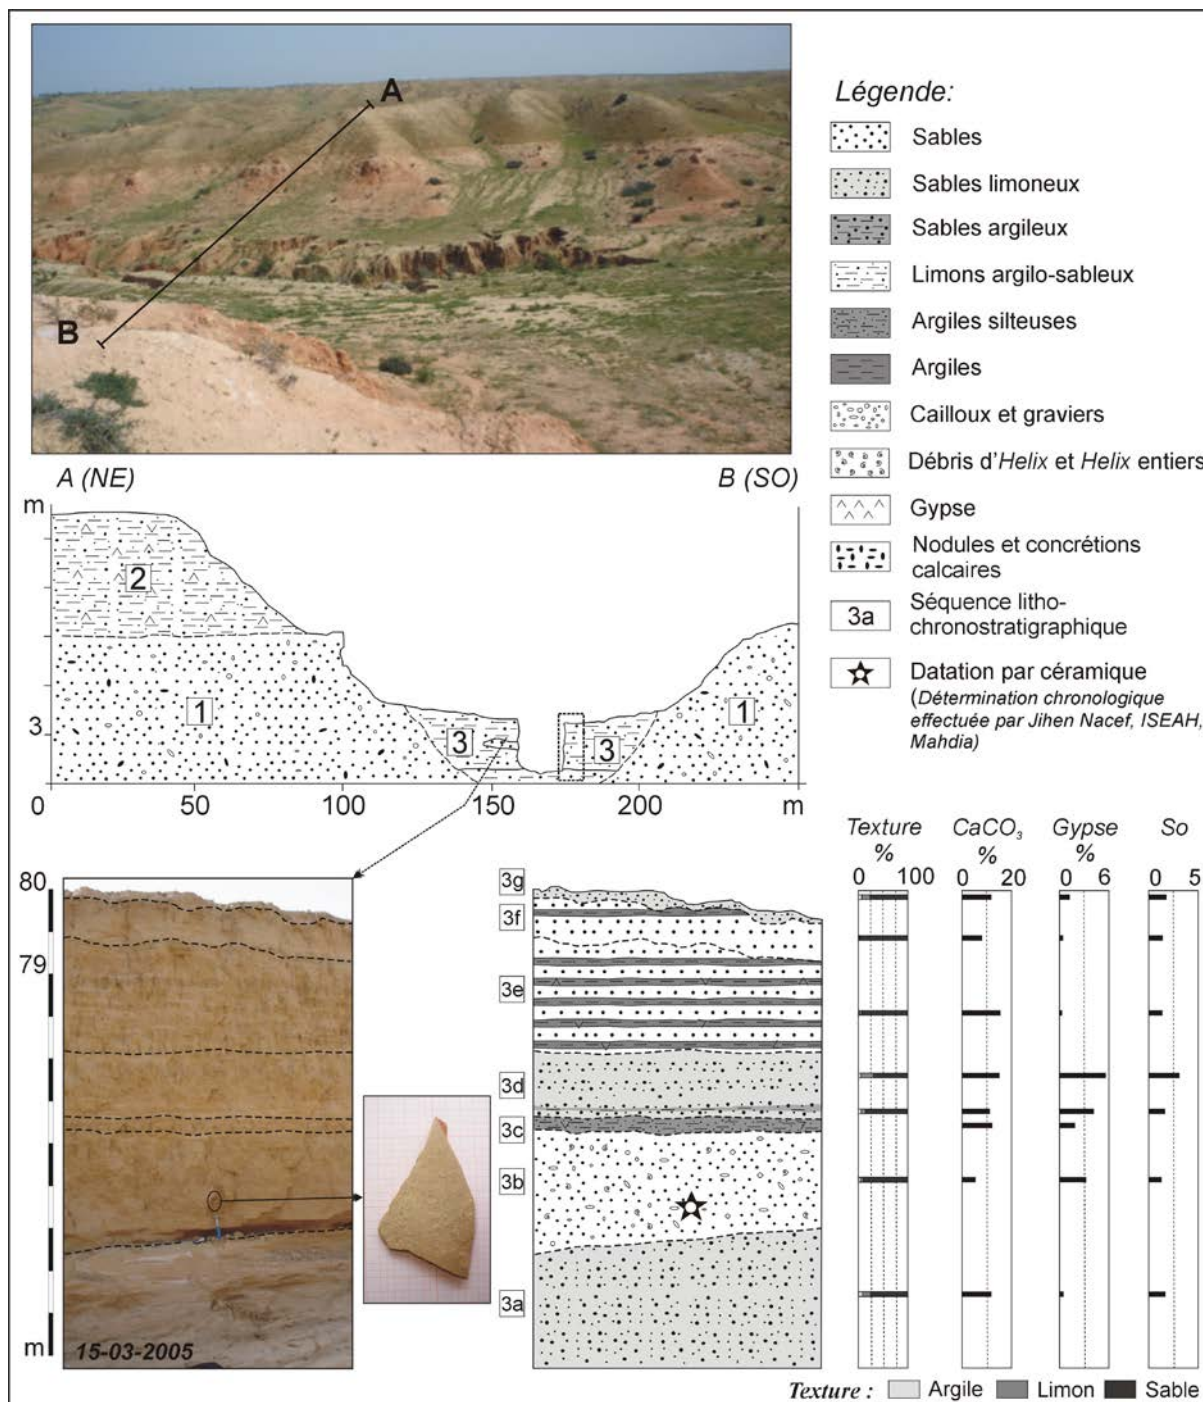 A
B
Légende:
Sables
Sables limoneux
Sables argileux
Limons argilo-sableux
Argiles silteuses
Argiles
Cailloux et graviers
Débris d'Helix et Helix entiers
Gypse
Nodules et concrétions
calcaires
3a
Séquence litho-
chronostratigraphique
Datation par céramique
(Détermination chronologique
effectuée par Jihen Nacef, ISEAH,
Mahdia)
A (NE)
B (SO)
m
2
1
1
3
3
3
0
50
100
150
200
m
80
79
m
15-03-2005
3g
3f
3e
3d
3c
3b
3a
Texture
%
0 100
CaCO₃
%
0 20
Gypse
%
0 6
So
0 5
Texture : Argile Limon Sable